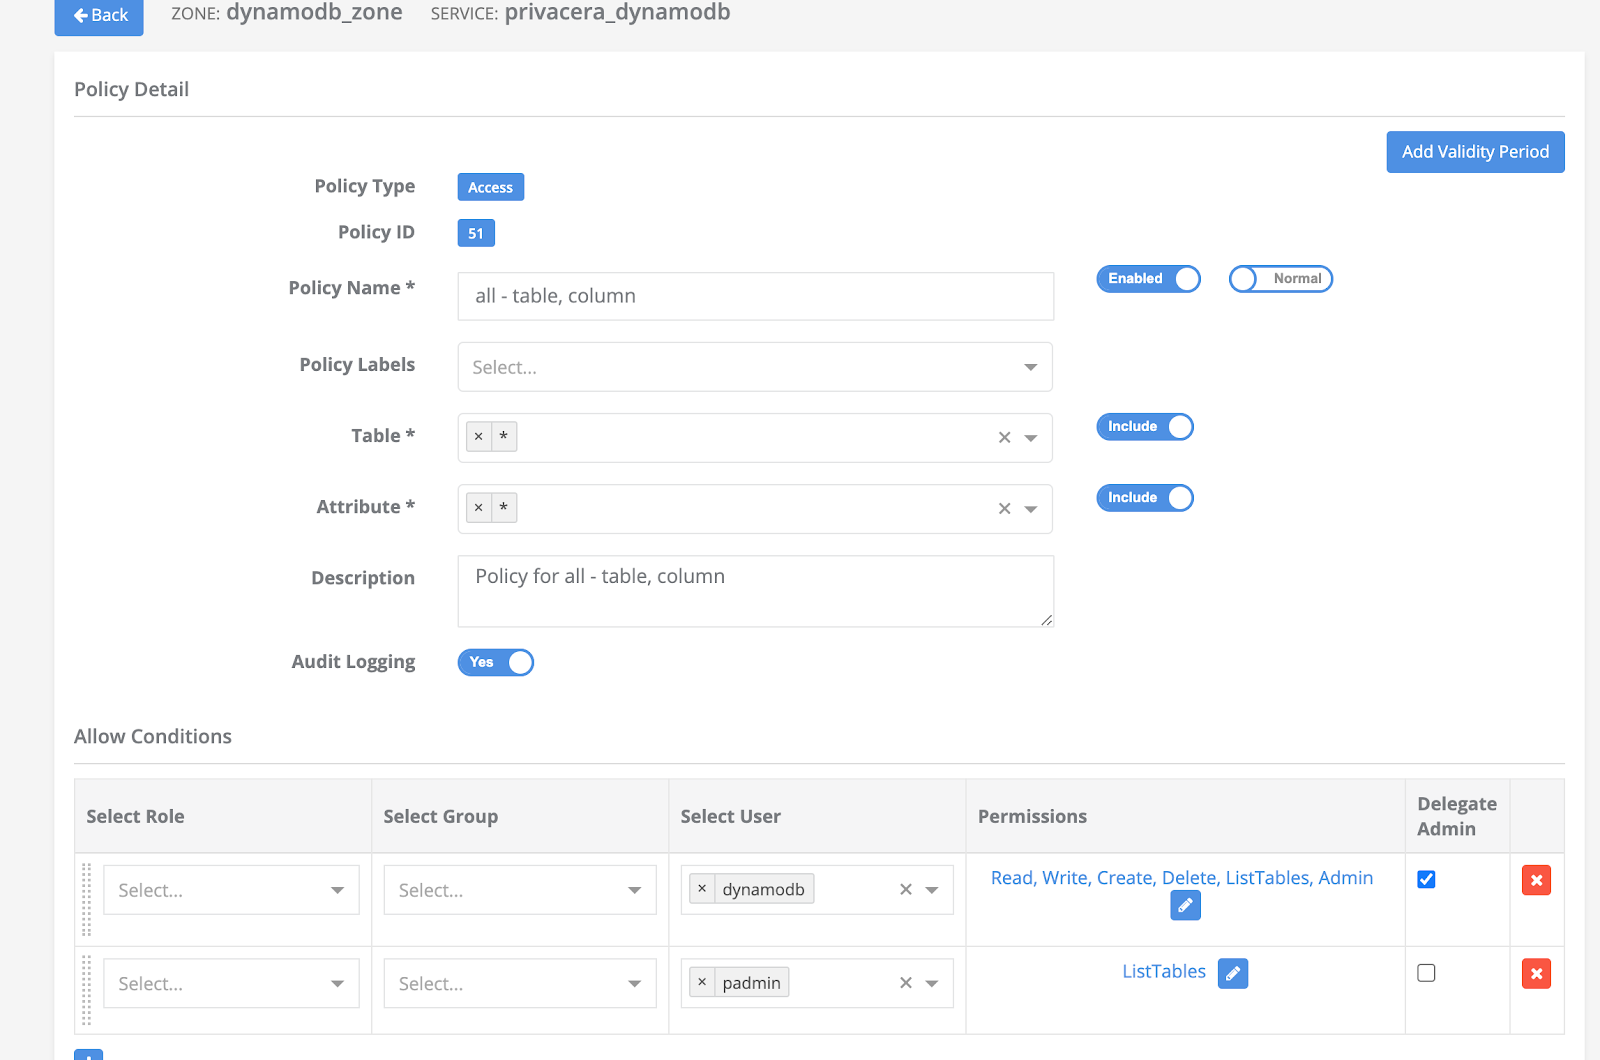 Back ZONE: dynamodb_zone SERVICE: privacera_dynamodb
Policy Detail
Add Validity Period
Policy Type Access
Policy ID 51
Policy Name * all - table, column Enabled Normal
Policy Labels Select...
Table * × * × Include
Attribute * × * × Include
Description Policy for all - table, column
Audit Logging Yes
Allow Conditions
Select Role Select Group Select User Permissions Delegate Admin
Select... Select... × dynamodb × Read, Write, Create, Delete, ListTables, Admin
Select... Select... × padmin × ListTables